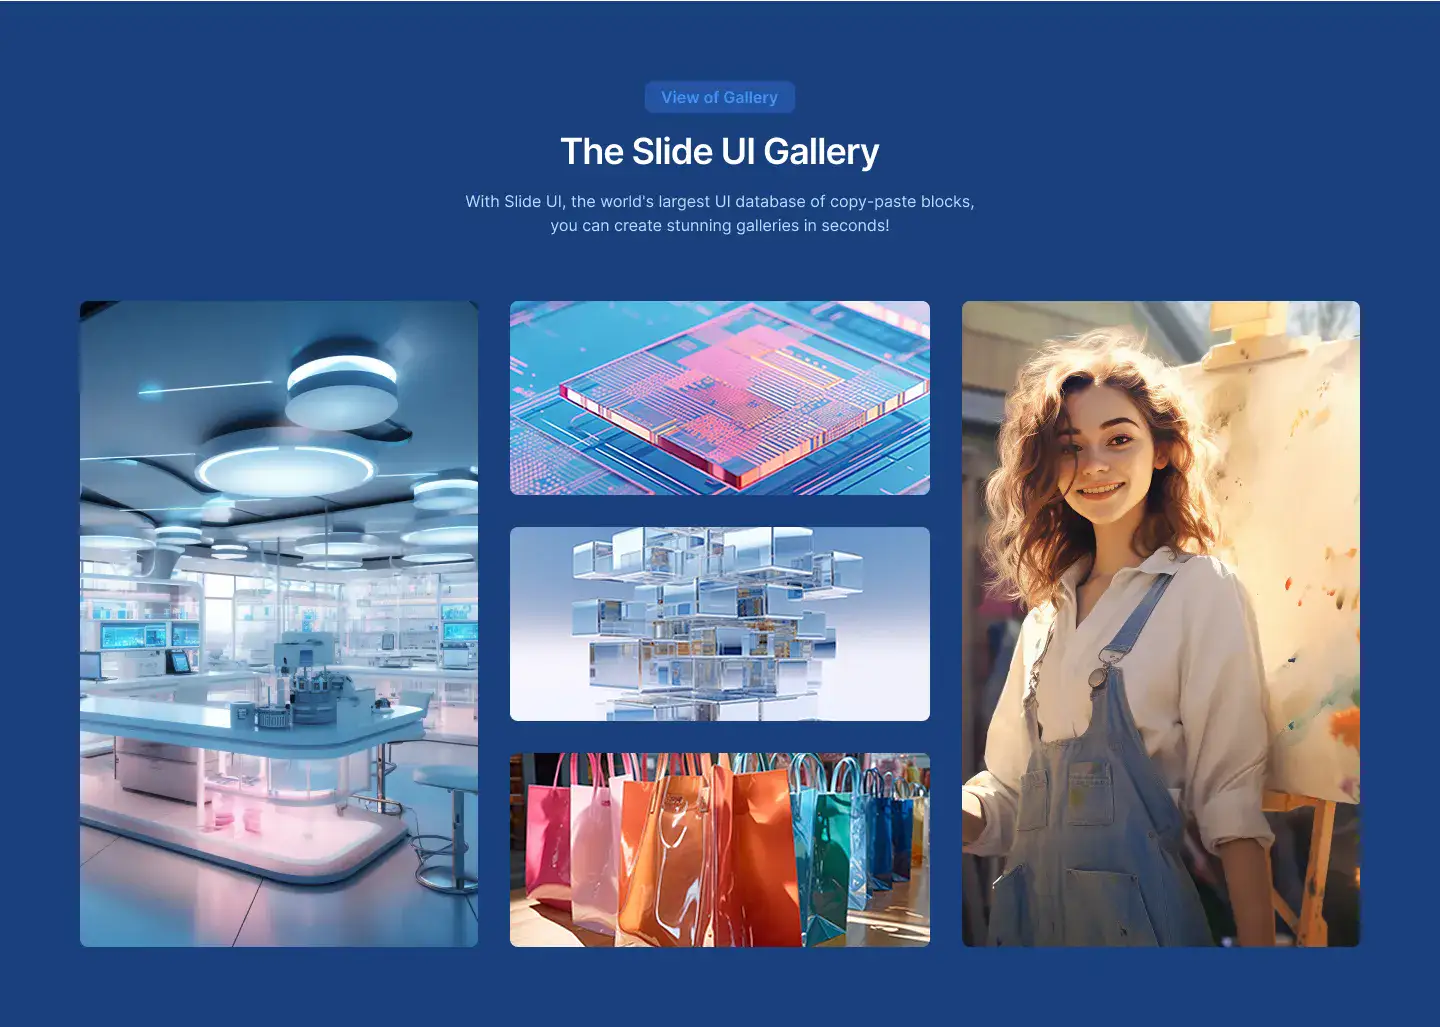 View of Gallery
The Slide UI Gallery
With Slide UI, the world's largest UI database of copy-paste blocks,
you can create stunning galleries in seconds!